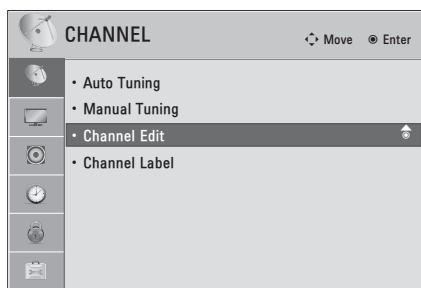 CHANNEL Move Enter
• Auto Tuning
• Manual Tuning
• Channel Edit
• Channel Label